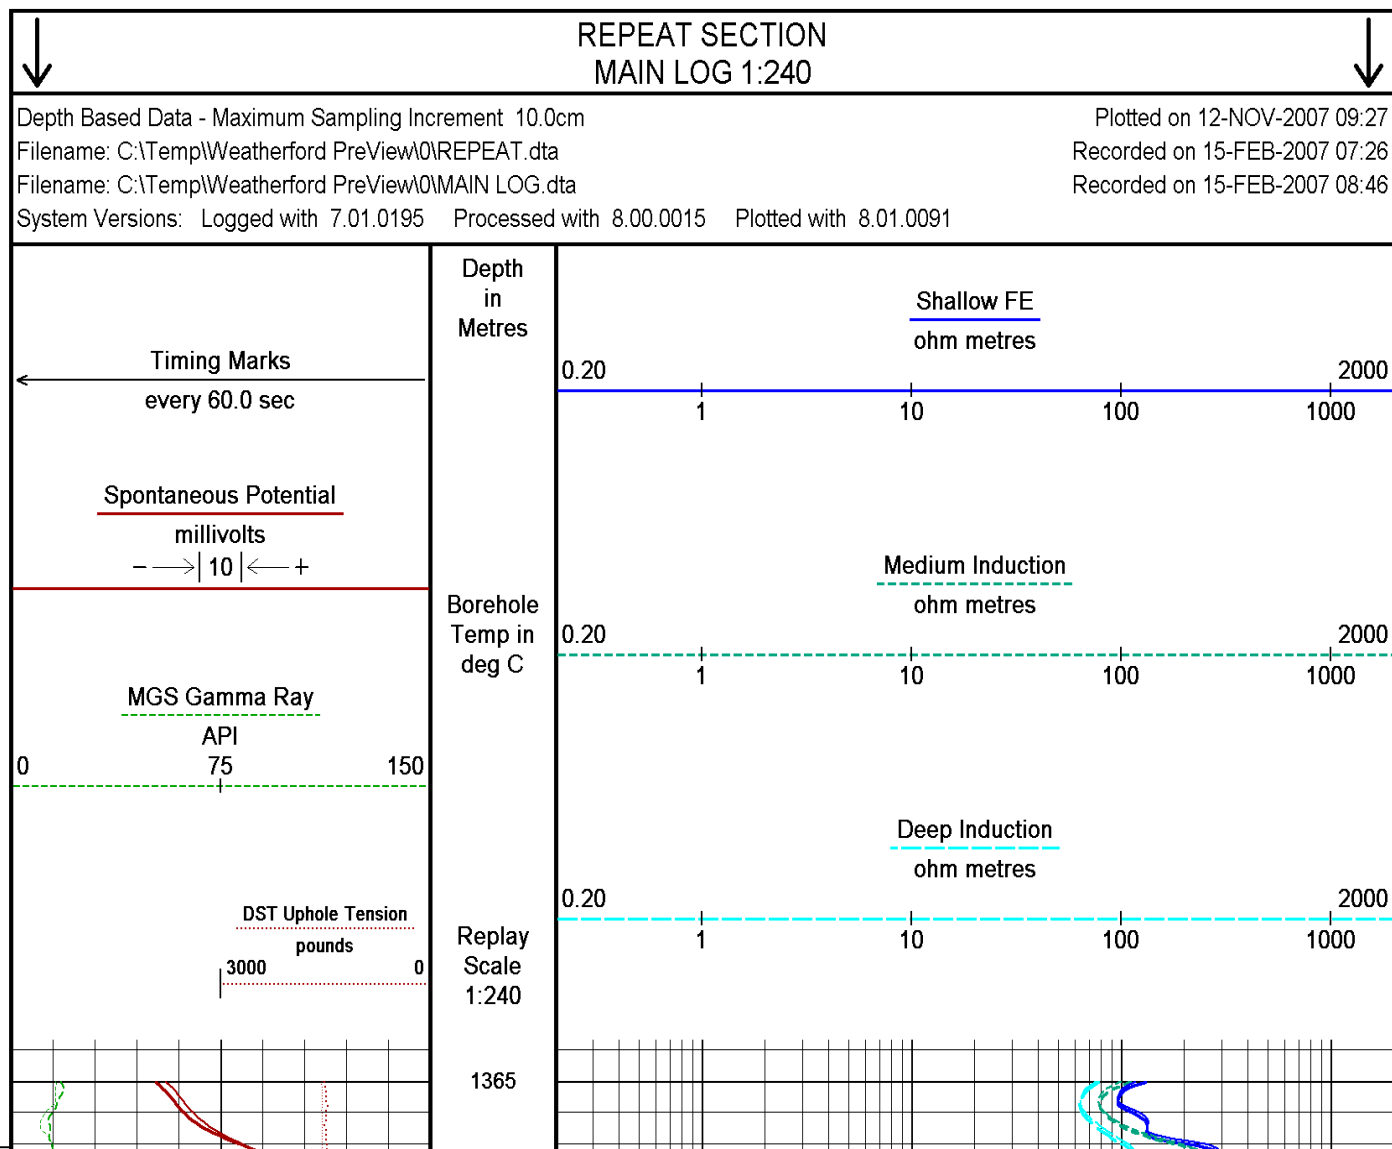 REPEAT SECTION
MAIN LOG 1:240
Depth Based Data - Maximum Sampling Increment 10.0cm
Plotted on 12-NOV-2007 09:27
Filename: C:\Temp\Weatherford PreView\0\REPEAT.dta
Recorded on 15-FEB-2007 07:26
Filename: C:\Temp\Weatherford PreView\0\MAIN LOG.dta
Recorded on 15-FEB-2007 08:46
System Versions: Logged with 7.01.0195 Processed with 8.00.0015 Plotted with 8.01.0091
Timing Marks
every 60.0 sec
Spontaneous Potential
millivolts
− 10 +
MGS Gamma Ray
API
0 75 150
DST Uphole Tension
pounds
3000 0
Depth
in
Metres
Borehole
Temp in
deg C
Replay
Scale
1:240
1365
Shallow FE
ohm metres
0.20 2000
1 10 100 1000
Medium Induction
ohm metres
0.20 2000
1 10 100 1000
Deep Induction
ohm metres
0.20 2000
1 10 100 1000